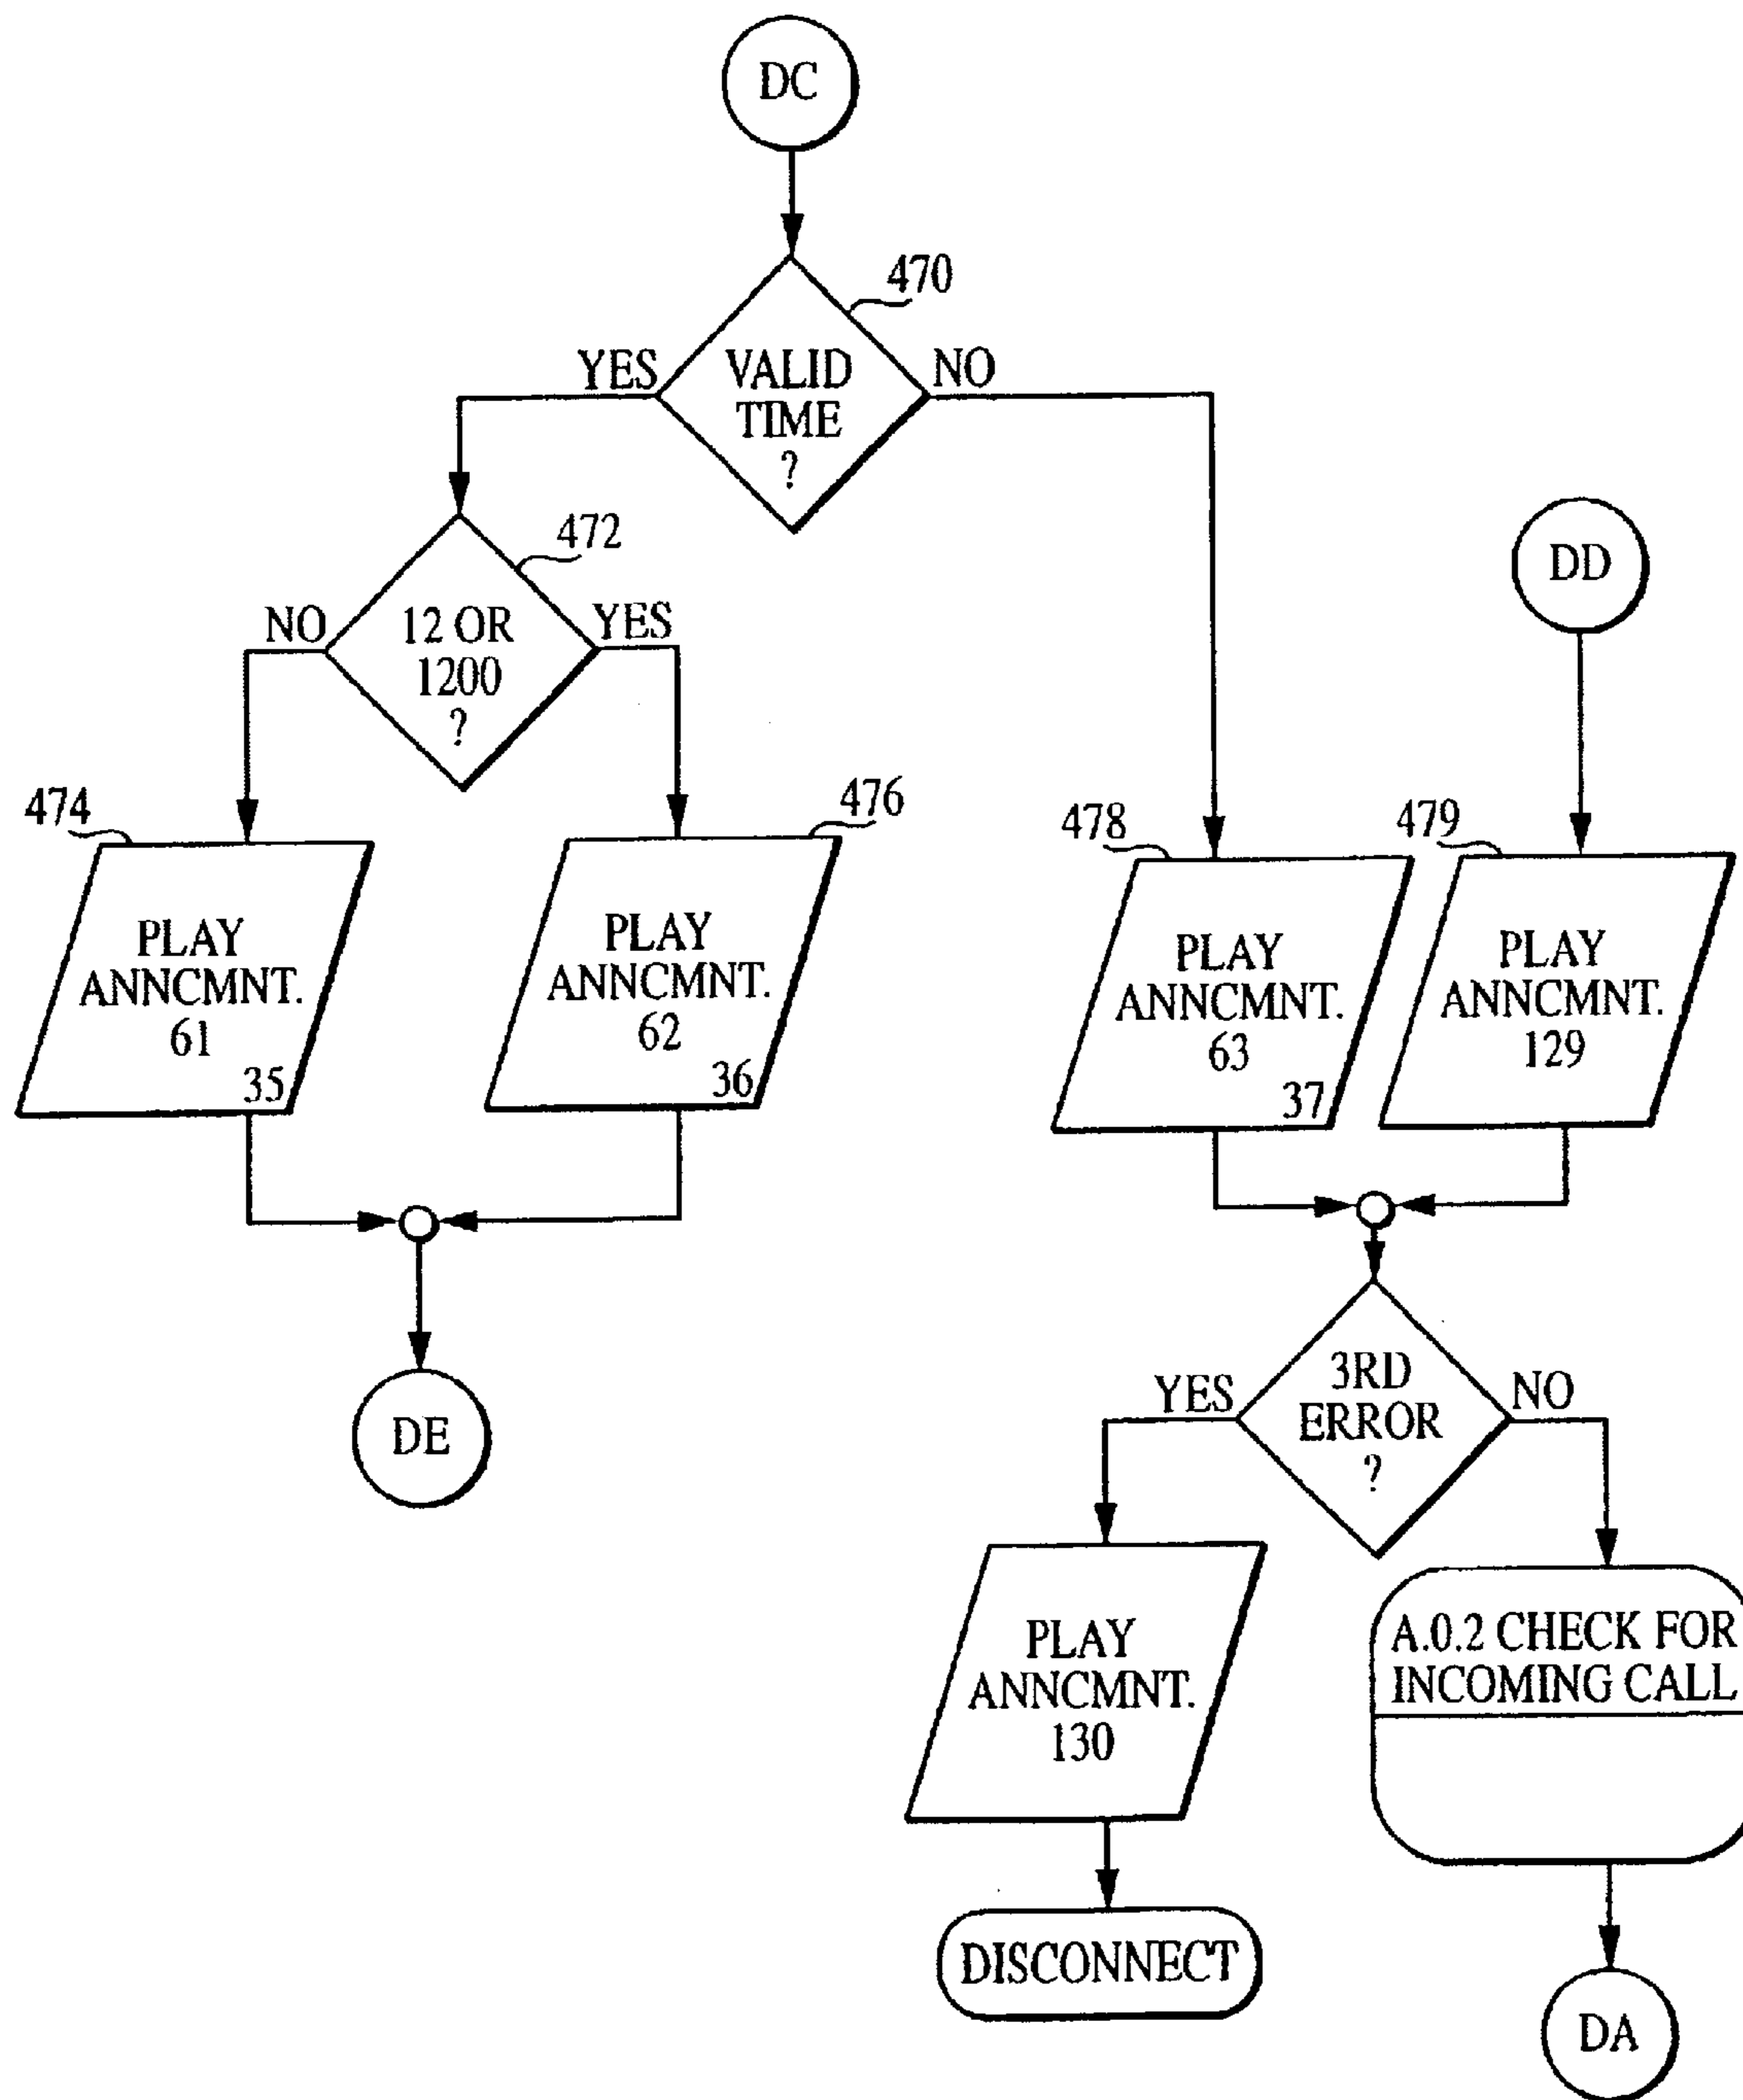 DC
470
YES
VALID
TIME
?
NO
472
NO
12 OR
1200
?
YES
DD
474
PLAY
ANNCMNT.
61
35
476
PLAY
ANNCMNT.
62
36
478
PLAY
ANNCMNT.
63
37
479
PLAY
ANNCMNT.
129
DE
YES
3RD
ERROR
?
NO
PLAY
ANNCMNT.
130
A.0.2 CHECK FOR
INCOMING CALL
DISCONNECT
DA